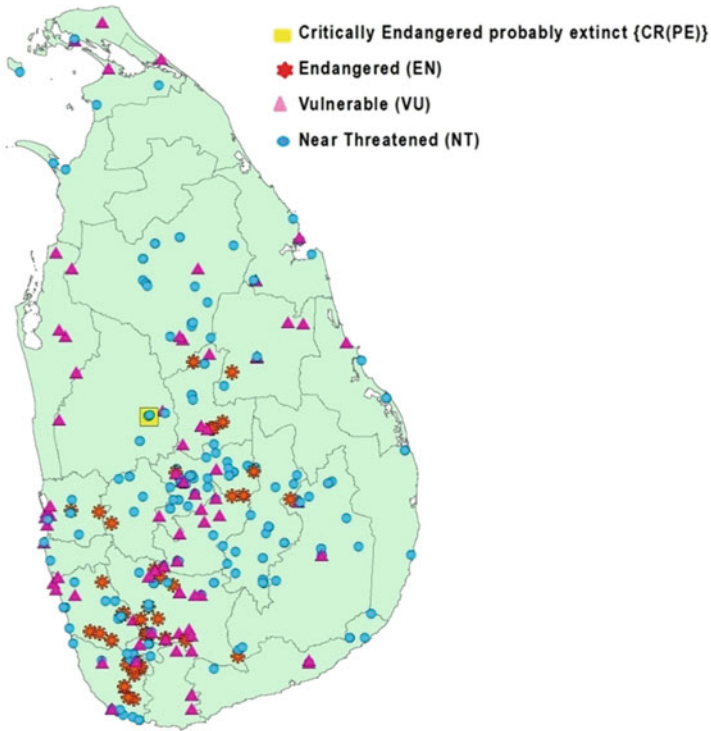 Critically Endangered probably extinct {CR(PE)}
Endangered (EN)
Vulnerable (VU)
Near Threatened (NT)